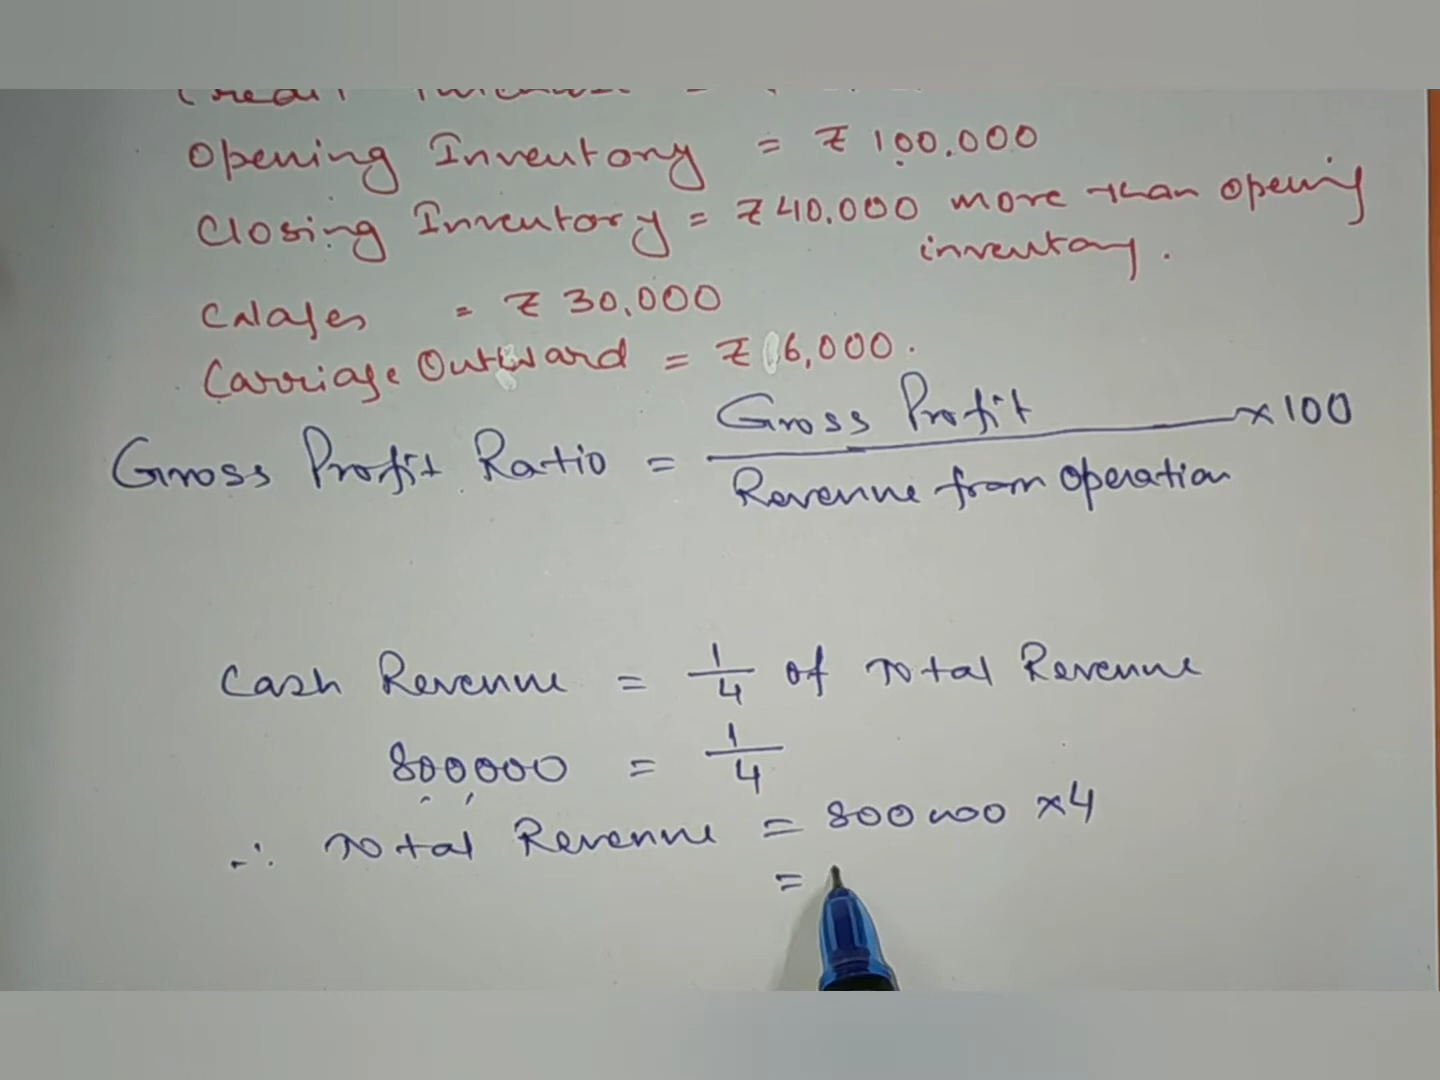 Credit Purchase =
Opening Inventory = ₹ 100,000
Closing Inventory = ₹ 40,000 more than opening
inventory.
= ₹ 30,000
Carriage Outward = ₹ 6,000.
Gross Profit
Gross Profit Ratio = ×100
Revenue from operation
Cash Revenue = 1/4 of Total Revenue
800000 = 1/4
∴ Total Revenue = 800000 ×4
=